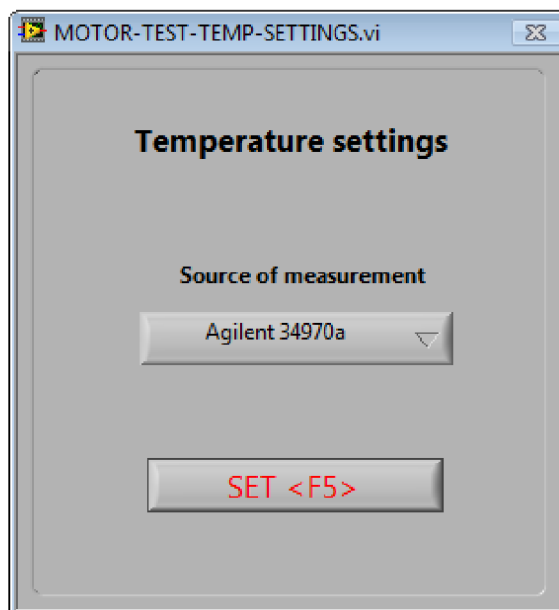 MOTOR-TEST-TEMP-SETTINGS.vi
Temperature settings
Source of measurement
Agilent 34970a
SET <F5>